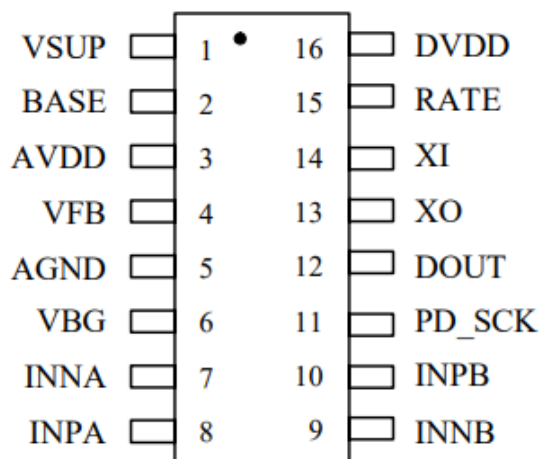 VSUP 1 16 DVDD
BASE 2 15 RATE
AVDD 3 14 XI
VFB 4 13 XO
AGND 5 12 DOUT
VBG 6 11 PD_SCK
INNA 7 10 INPB
INPA 8 9 INNB